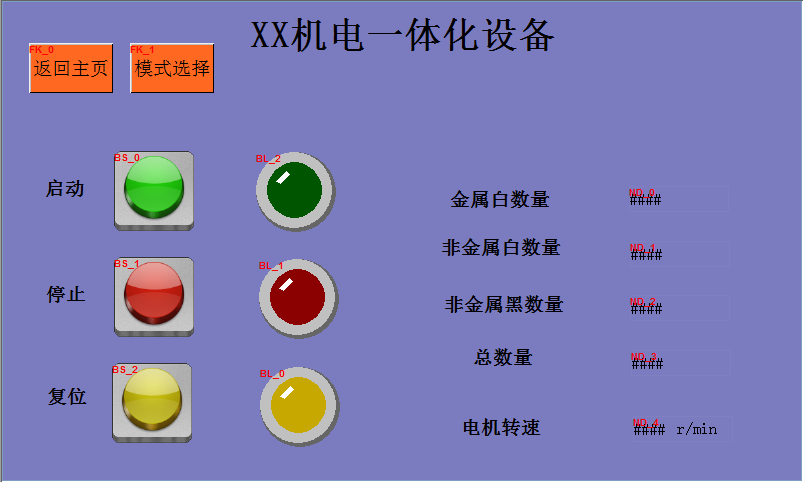 XX机电一体化设备
FK_0
返回主页
FK_1
模式选择
启动
BS_0
BL_2
停止
BS_1
BL_1
复位
BS_2
BL_0
金属白数量
ND_0
####
非金属白数量
ND_1
####
非金属黑数量
ND_2
####
总数量
ND_3
####
电机转速
ND_4
#### r/min